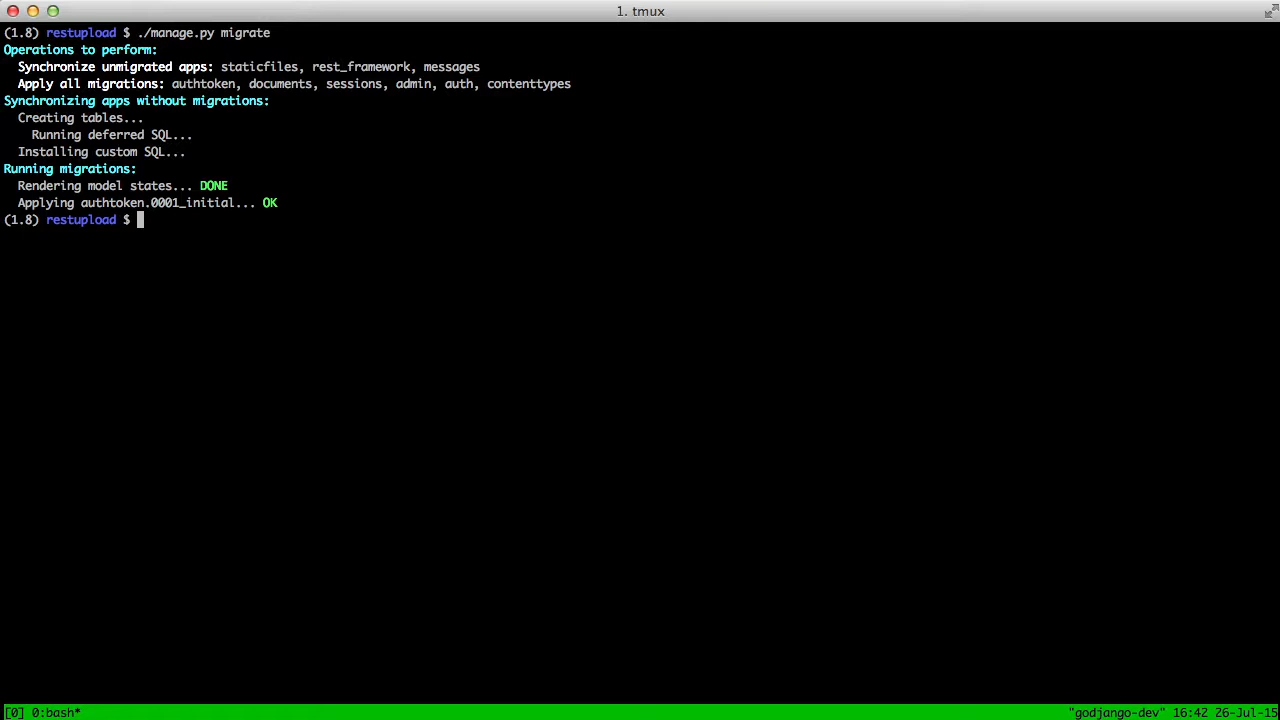 1. tmux
(1.8) restupload $ ./manage.py migrate
Operations to perform:
  Synchronize unmigrated apps: staticfiles, rest_framework, messages
  Apply all migrations: authtoken, documents, sessions, admin, auth, contenttypes
Synchronizing apps without migrations:
  Creating tables...
    Running deferred SQL...
  Installing custom SQL...
Running migrations:
  Rendering model states... DONE
  Applying authtoken.0001_initial... OK
(1.8) restupload $
[0] 0:bash* "godjango-dev" 16:42 26-Jul-15